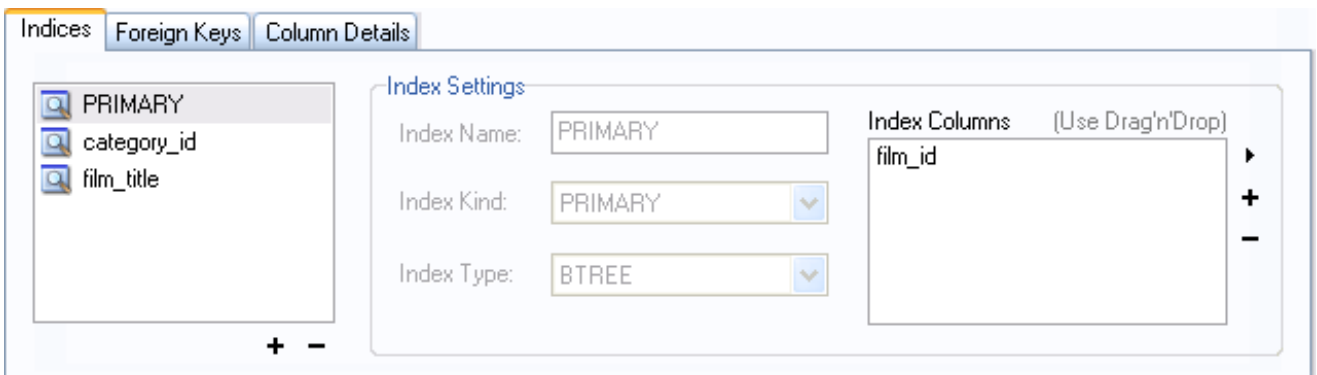 Indices Foreign Keys Column Details
PRIMARY
category_id
film_title
Index Settings
Index Name: PRIMARY
Index Kind: PRIMARY
Index Type: BTREE
Index Columns (Use Drag'n'Drop)
film_id